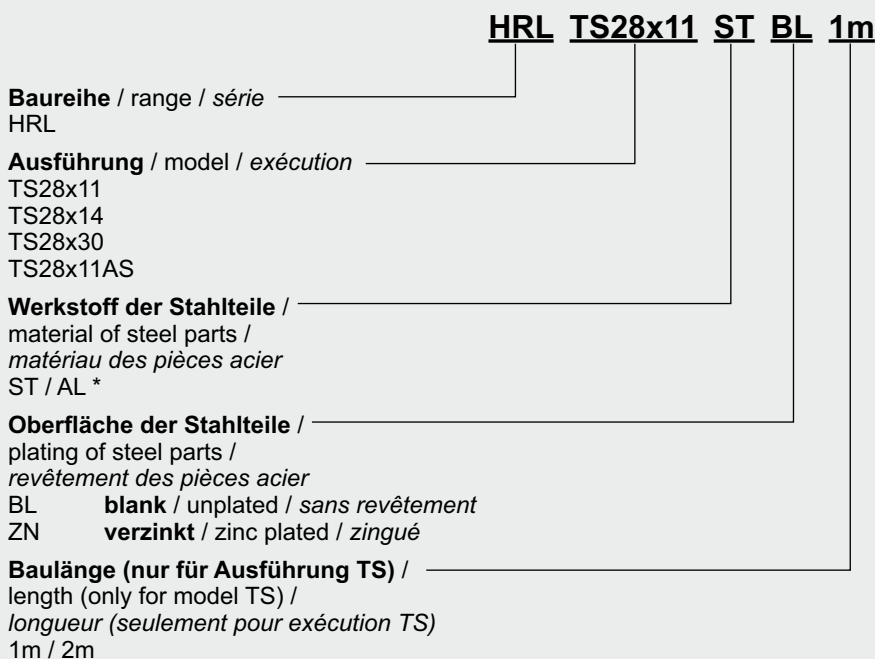 HRL TS28x11 ST BL 1m
Baureihe / range / série
HRL
Ausführung / model / exécution
TS28x11
TS28x14
TS28x30
TS28x11AS
Werkstoff der Stahlteile /
material of steel parts /
matériau des pièces acier
ST / AL *
Oberfläche der Stahlteile /
plating of steel parts /
revêtement des pièces acier
BL blank / unplated / sans revêtement
ZN verzinkt / zinc plated / zingué
Baulänge (nur für Ausführung TS) /
length (only for model TS) /
longueur (seulement pour exécution TS)
1m / 2m